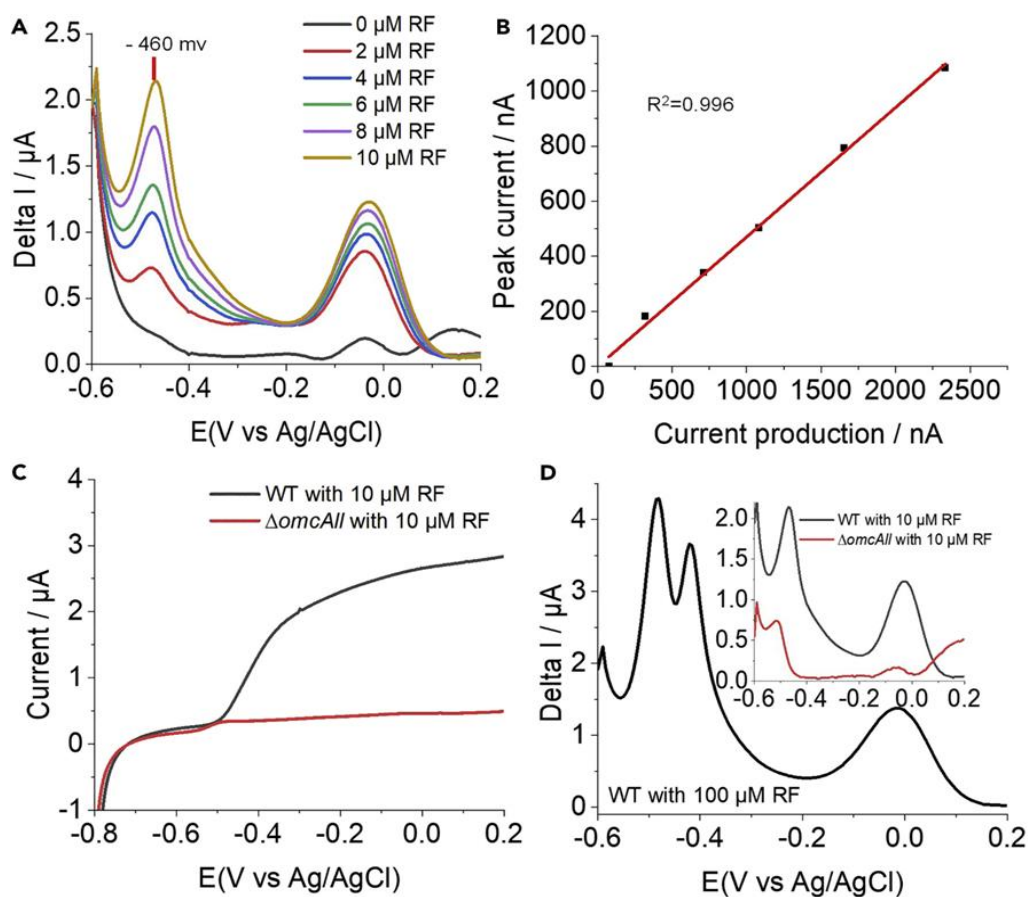 A
- 460 mv
0 µM RF
2 µM RF
4 µM RF
6 µM RF
8 µM RF
10 µM RF
2.5
2.0
1.5
1.0
0.5
0.0
Delta I / µA
-0.6
-0.4
-0.2
0.0
0.2
E(V vs Ag/AgCl)
B
R²=0.996
1200
1000
800
600
400
200
0
Peak current / nA
0
500
1000
1500
2000
2500
Current production / nA
C
WT with 10 µM RF
ΔomcAll with 10 µM RF
4
3
2
1
0
-1
Current / µA
-0.8
-0.6
-0.4
-0.2
0.0
0.2
E(V vs Ag/AgCl)
D
4
3
2
1
0
Delta I / µA
2.0
1.5
1.0
0.5
0.0
WT with 10 µM RF
ΔomcAll with 10 µM RF
-0.6
-0.4
-0.2
0.0
0.2
WT with 100 µM RF
-0.6
-0.4
-0.2
0.0
0.2
E(V vs Ag/AgCl)